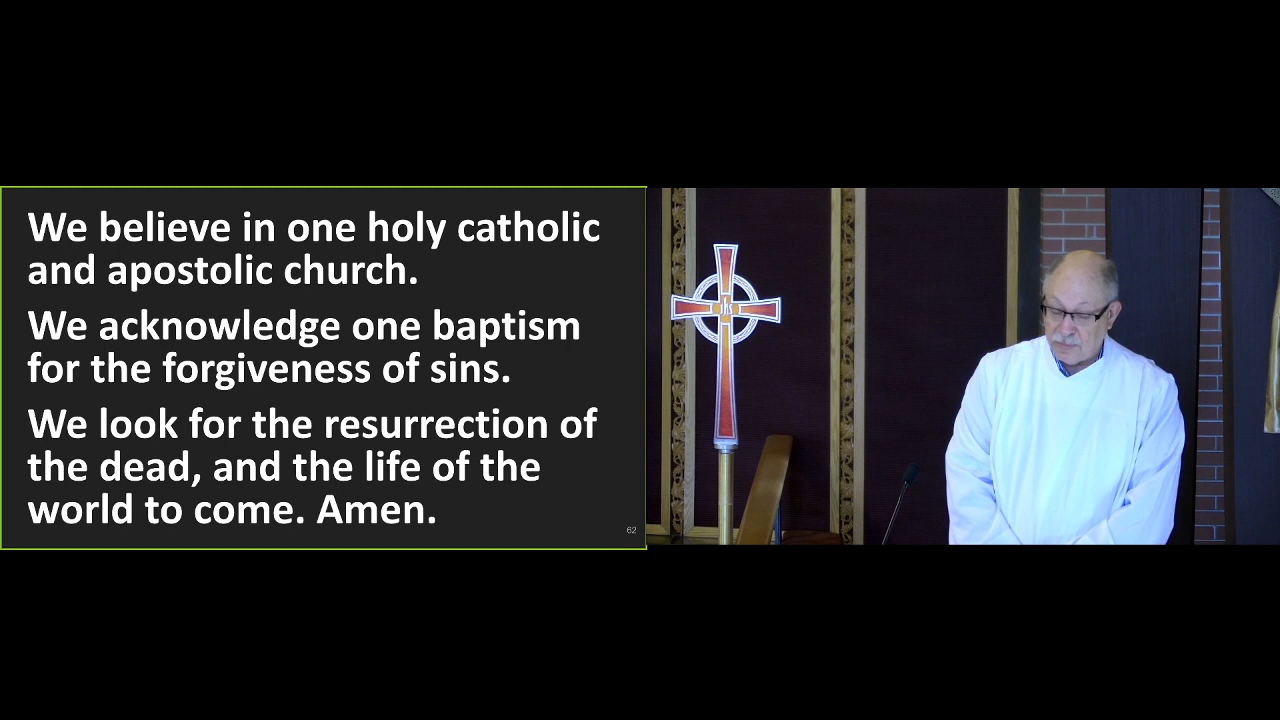 We believe in one holy catholic
and apostolic church.
We acknowledge one baptism
for the forgiveness of sins.
We look for the resurrection of
the dead, and the life of the
world to come. Amen.
62